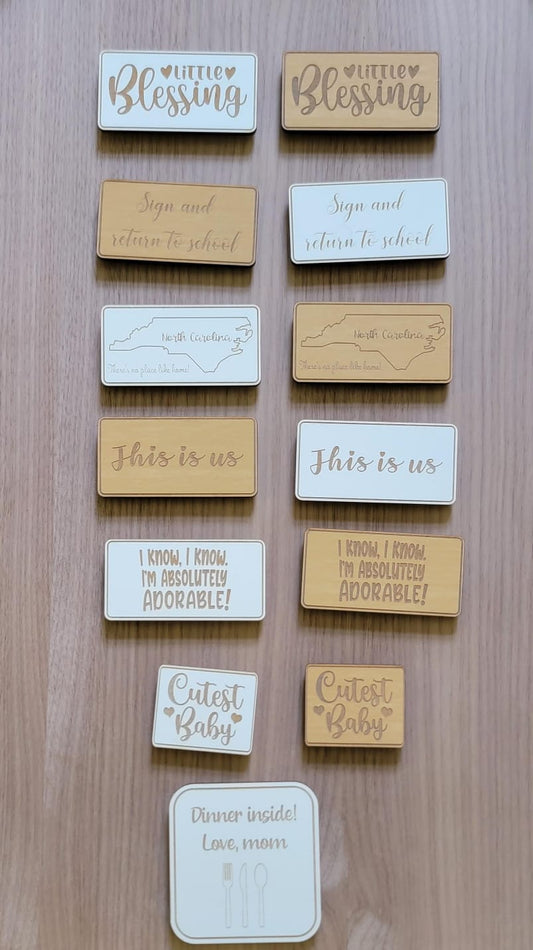 LITTLE
Blessing
LITTLE
Blessing
Sign and
return to school
Sign and
return to school
North Carolina
There's no place like home!
North Carolina
There's no place like home!
This is us
This is us
I KNOW, I KNOW.
I'M ABSOLUTELY
ADORABLE!
I KNOW, I KNOW.
I'M ABSOLUTELY
ADORABLE!
Cutest
Baby
Cutest
Baby
Dinner inside!
Love, mom